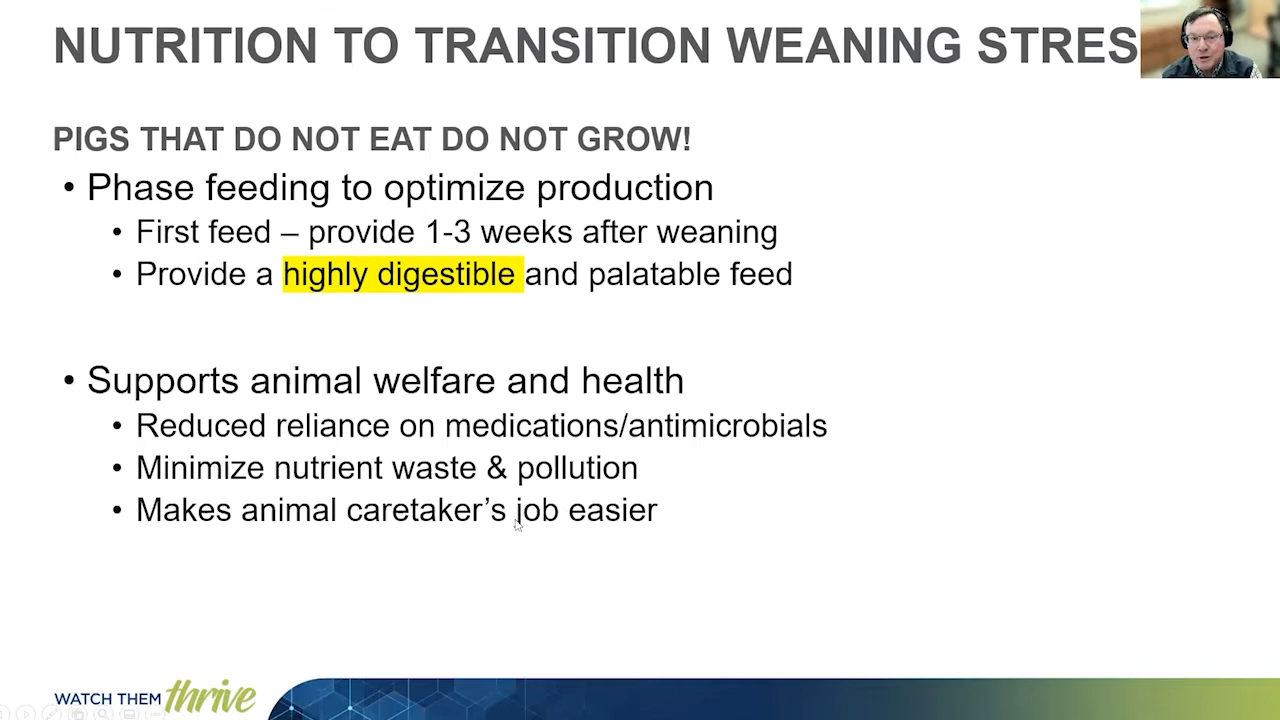 NUTRITION TO TRANSITION WEANING STRES
PIGS THAT DO NOT EAT DO NOT GROW!
• Phase feeding to optimize production
• First feed – provide 1-3 weeks after weaning
• Provide a highly digestible and palatable feed
• Supports animal welfare and health
• Reduced reliance on medications/antimicrobials
• Minimize nutrient waste & pollution
• Makes animal caretaker’s job easier
WATCH THEM thrive